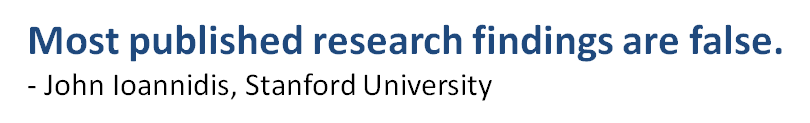 Most published research findings are false.
- John Ioannidis, Stanford University